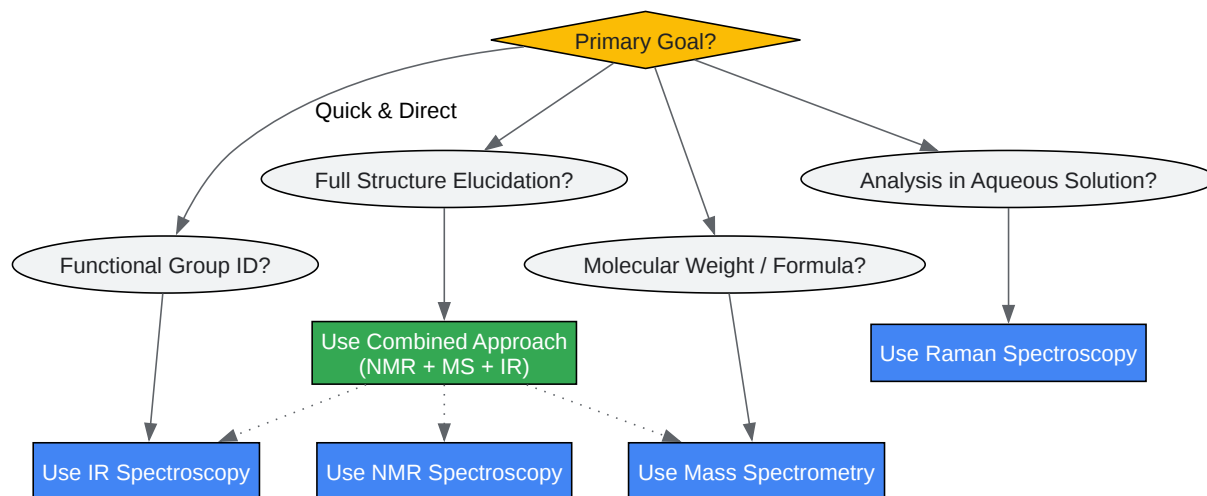 Primary Goal?
Quick & Direct
Full Structure Elucidation?
Analysis in Aqueous Solution?
Functional Group ID?
Molecular Weight / Formula?
Use Combined Approach
(NMR + MS + IR)
Use Raman Spectroscopy
Use IR Spectroscopy
Use NMR Spectroscopy
Use Mass Spectrometry